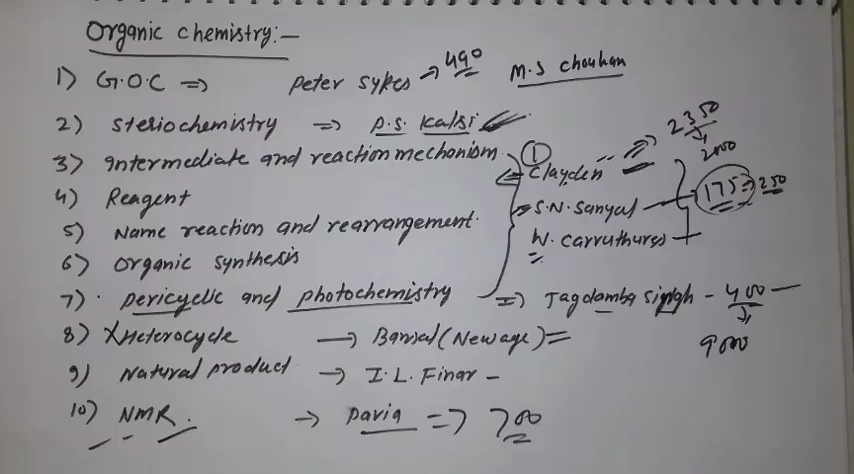 Organic chemistry:-
1) G.O.C => Peter Sykes → 490 M.S chouhan
2) Steriochemistry => P.S. Kalsi
3) Intermediate and reaction mechanism
4) Reagent
5) Name reaction and rearrangement
6) Organic synthesis
7) Pericyclic and photochemistry
① Clayden => 2350
2000
S.N. Sanyal 175 = 250
W. Carruthurs
=> Jagdamba Singh - 400
9000
8) X Heterocycle → Bansal (New age) =
9) Natural product → I.L. Finar -
10) NMR. → Pavia => 700